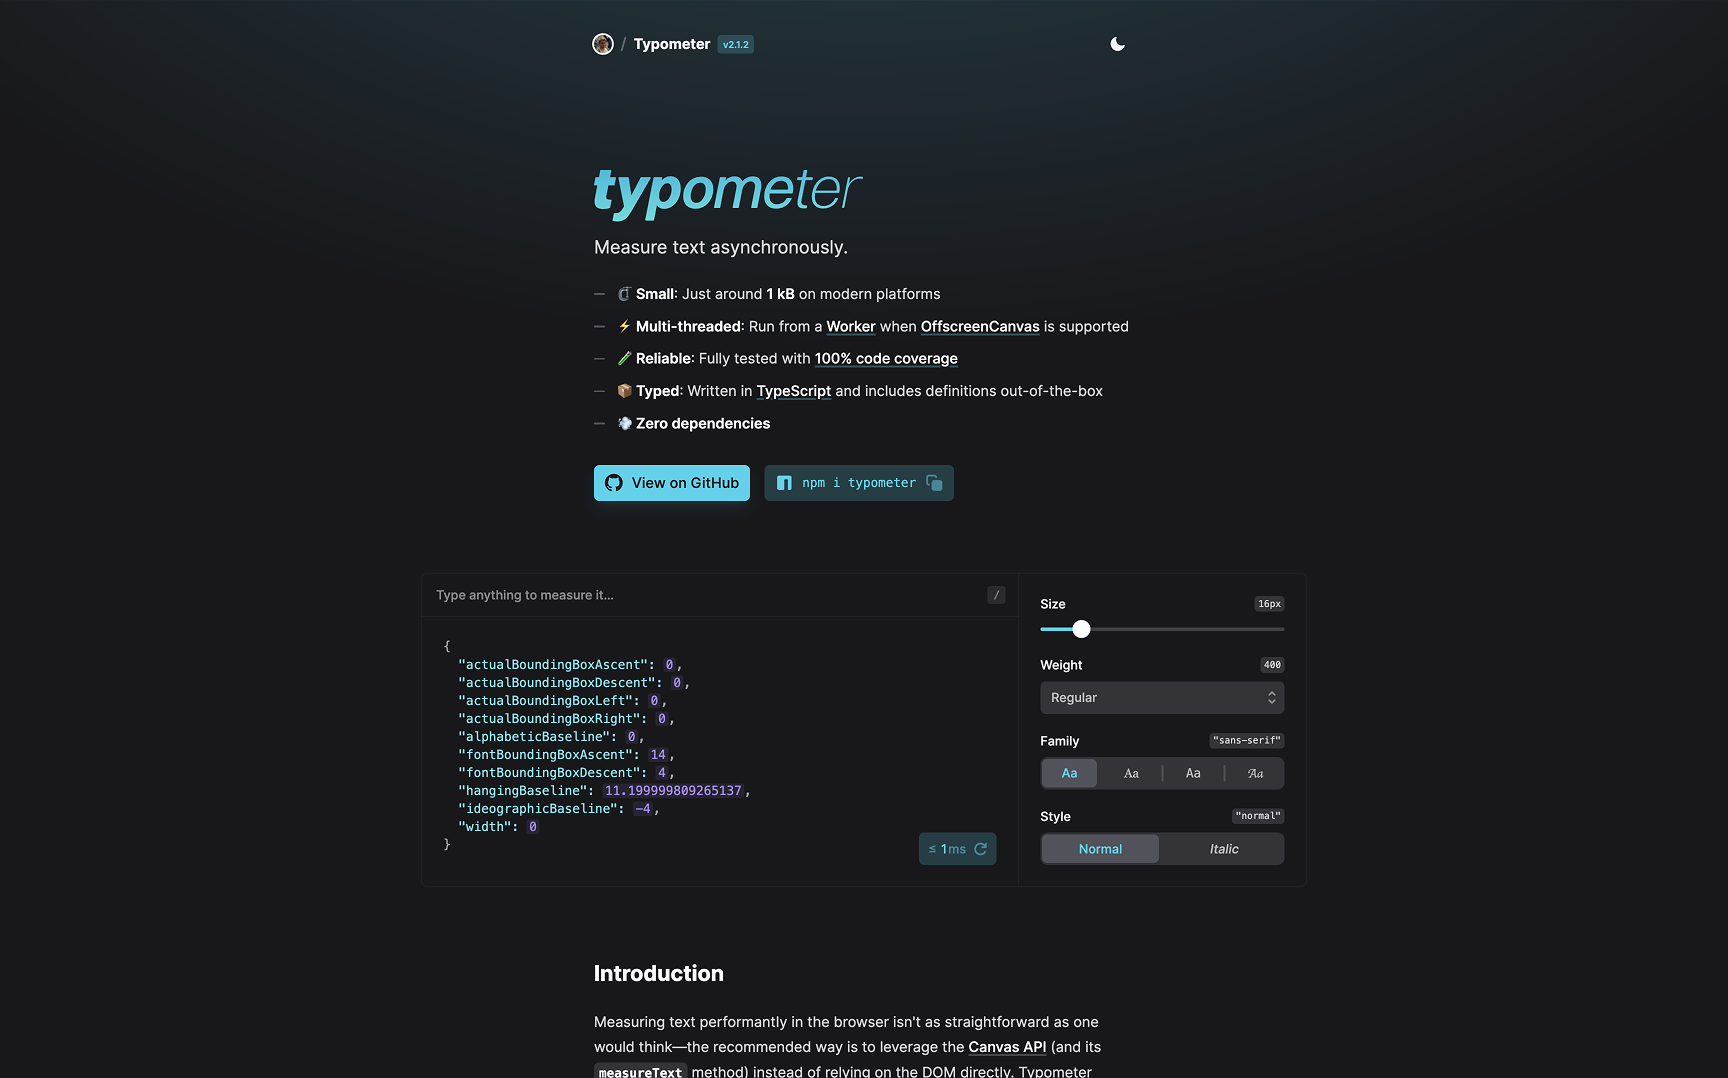 / Typometer v2.1.2
typometer
Measure text asynchronously.
— Small: Just around 1 kB on modern platforms
— ⚡ Multi-threaded: Run from a Worker when OffscreenCanvas is supported
— Reliable: Fully tested with 100% code coverage
— 📦 Typed: Written in TypeScript and includes definitions out-of-the-box
— 💨 Zero dependencies
View on GitHub
npm i typometer
Type anything to measure it...
/
{
"actualBoundingBoxAscent": 0,
"actualBoundingBoxDescent": 0,
"actualBoundingBoxLeft": 0,
"actualBoundingBoxRight": 0,
"alphabeticBaseline": 0,
"fontBoundingBoxAscent": 14,
"fontBoundingBoxDescent": 4,
"hangingBaseline": 11.199999809265137,
"ideographicBaseline": -4,
"width": 0
}
≤ 1ms
Size 16px
Weight 400
Regular
Family "sans-serif"
Aa Aa Aa Aa
Style "normal"
Normal Italic
Introduction
Measuring text performantly in the browser isn't as straightforward as one
would think—the recommended way is to leverage the Canvas API (and its
measureText method) instead of relying on the DOM directly. Typometer